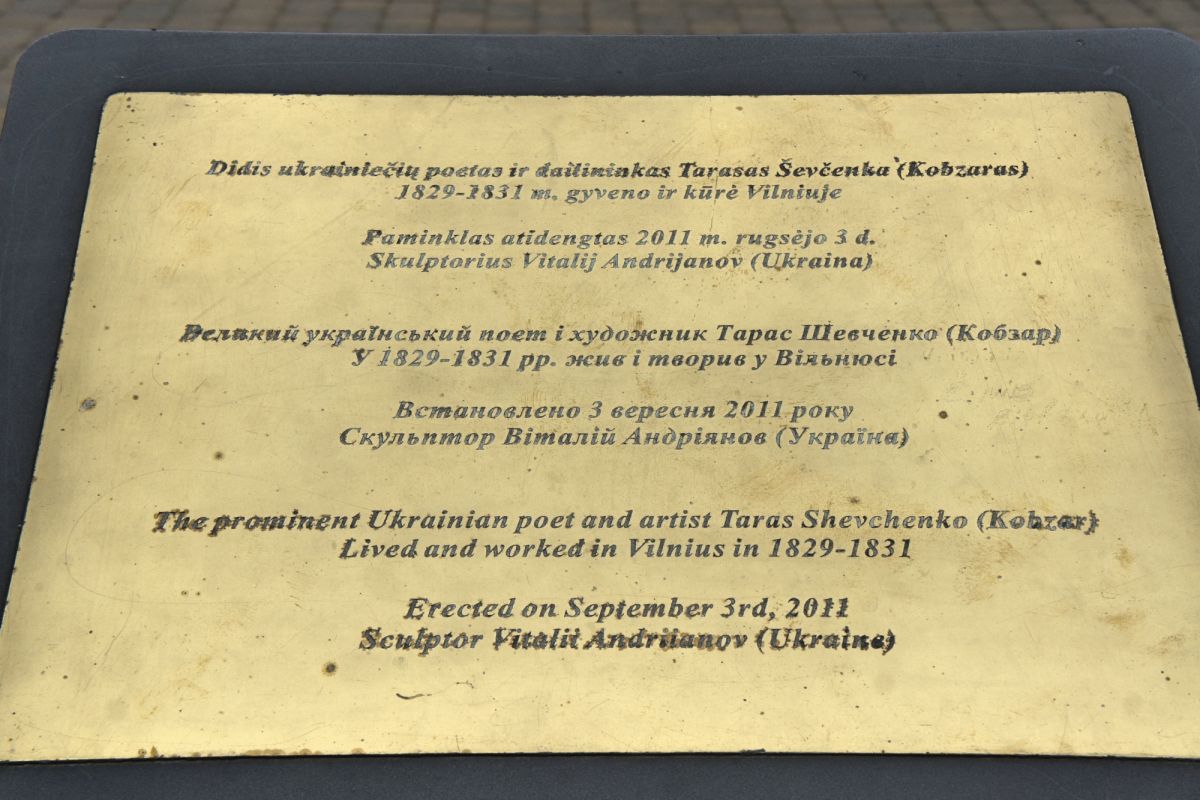 Didis ukrainiečių poetas ir dailininkas Tarasas Ševčenka (Kobzaras)
1829-1831 m. gyveno ir kūrė Vilniuje
Paminklas atidengtas 2011 m. rugsėjo 3 d.
Skulptorius Vitalij Andrijanov (Ukraina)
Великий український поет і художник Тарас Шевченко (Кобзар)
У 1829-1831 рр. жив і творив у Вільнюсі
Встановлено 3 вересня 2011 року
Скульптор Віталій Андріянов (Україна)
The prominent Ukrainian poet and artist Taras Shevchenko (Kobzar)
Lived and worked in Vilnius in 1829-1831
Erected on September 3rd, 2011
Sculptor Vitalii Andriianov (Ukraine)